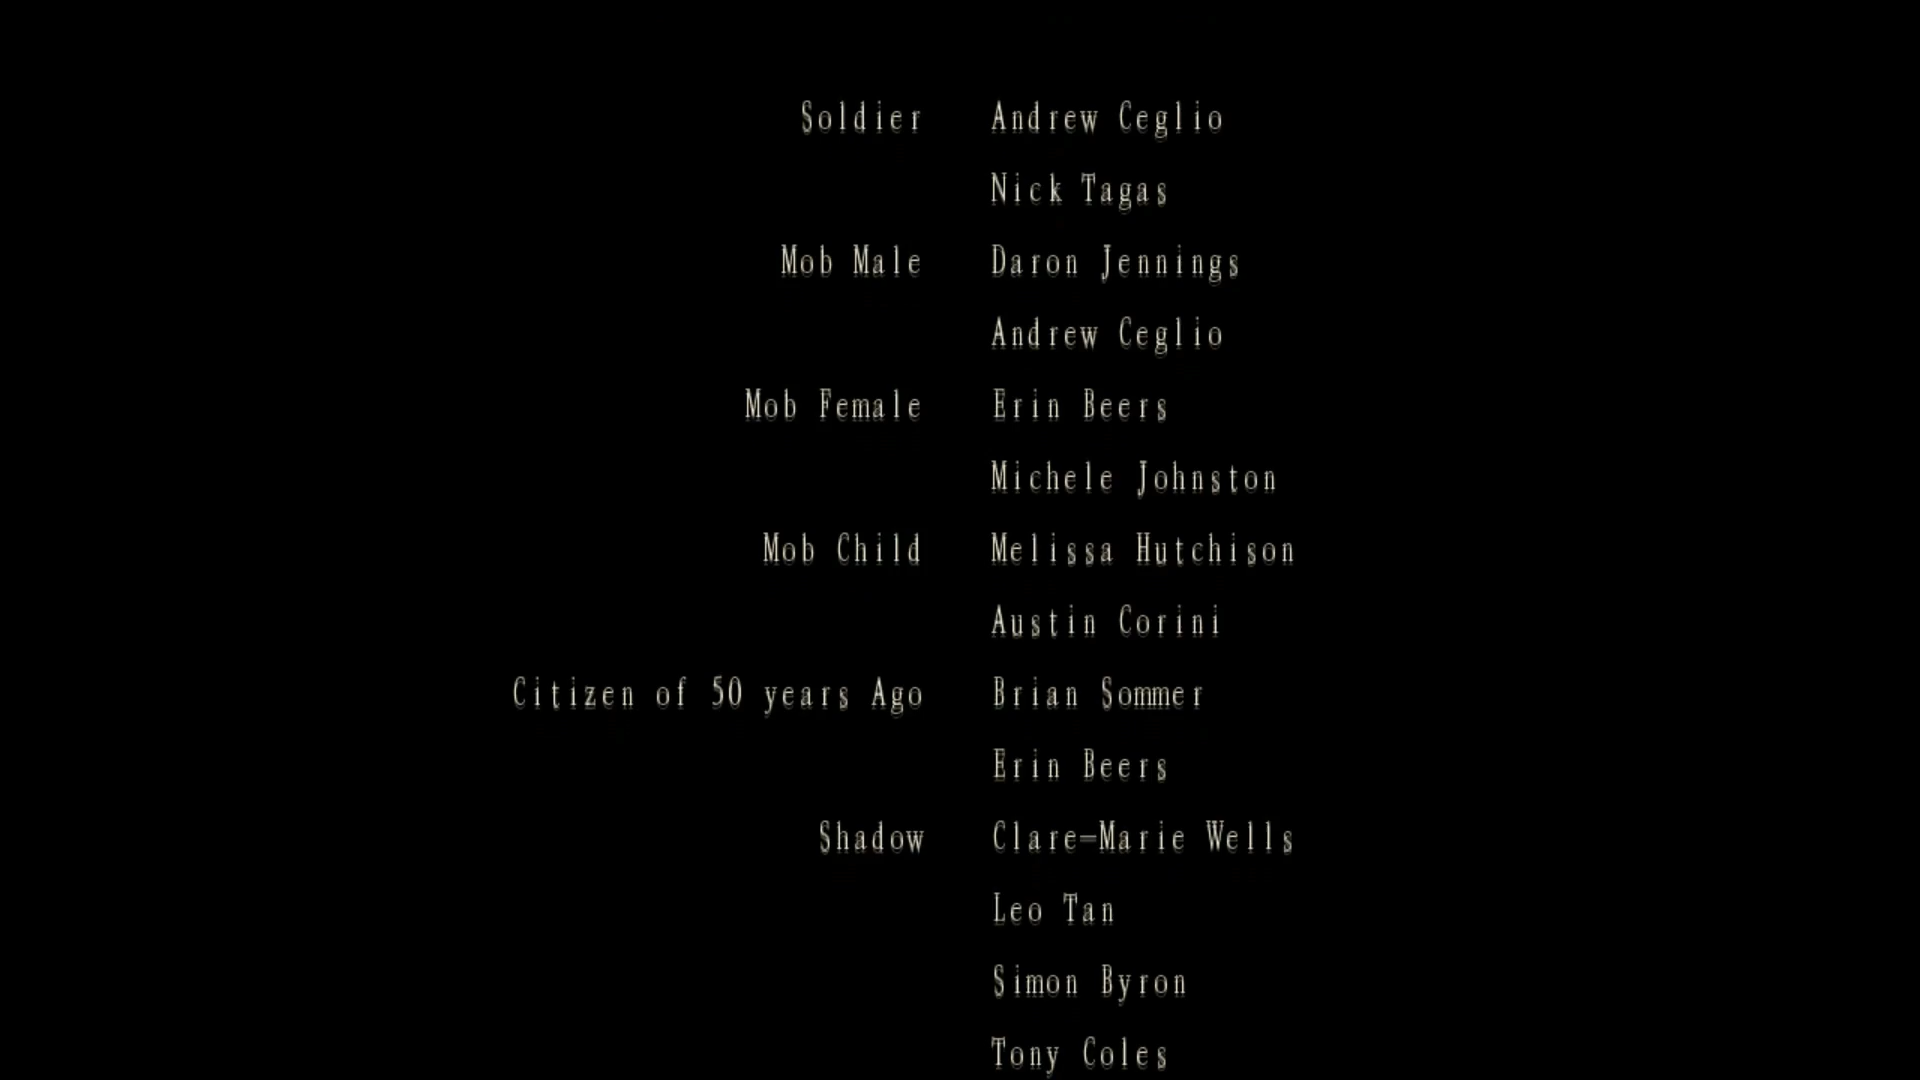 Soldier Andrew Ceglio
Nick Tagas
Mob Male Daron Jennings
Andrew Ceglio
Mob Female Erin Beers
Michele Johnston
Mob Child Melissa Hutchison
Austin Corini
Citizen of 50 years Ago Brian Sommer
Erin Beers
Shadow Clare-Marie Wells
Leo Tan
Simon Byron
Tony Coles